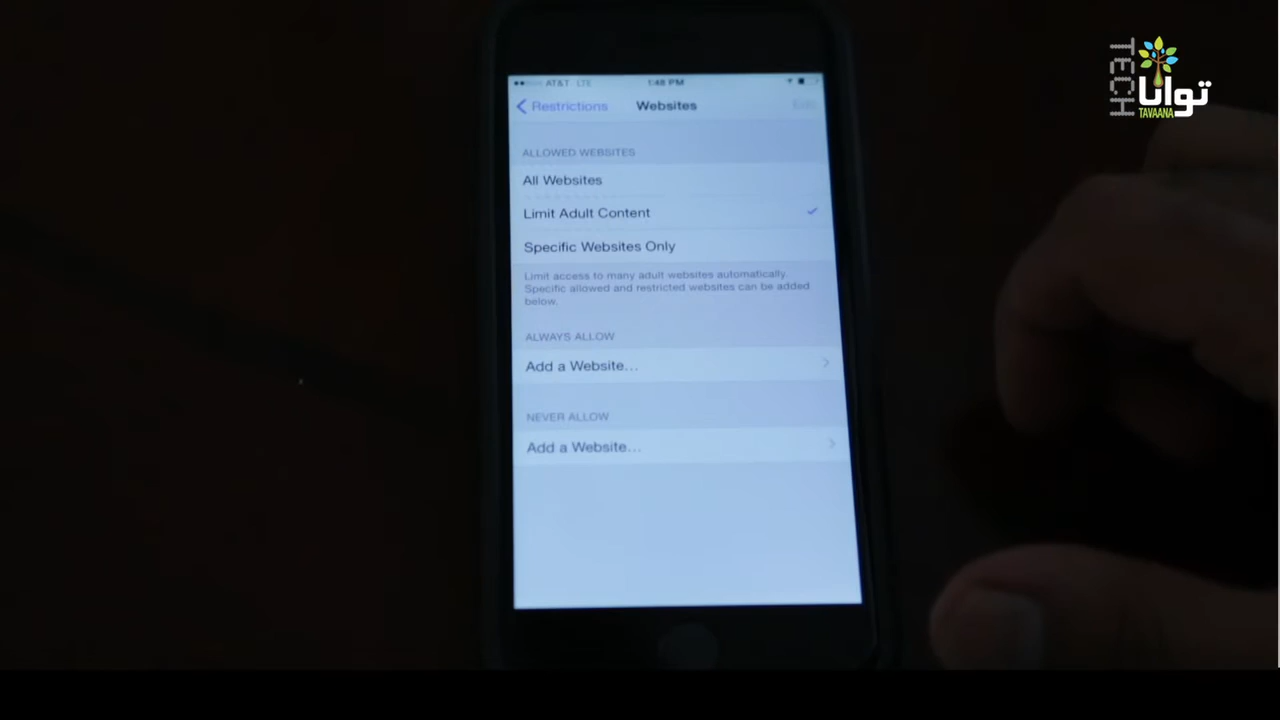 AT&T LTE 1:48 PM
Restrictions Websites Edit
ALLOWED WEBSITES
All Websites
Limit Adult Content
Specific Websites Only
Limit access to many adult websites automatically.
Specific allowed and restricted websites can be added
below.
ALWAYS ALLOW
Add a Website...
NEVER ALLOW
Add a Website...
TECH
توانا
TAVAANA